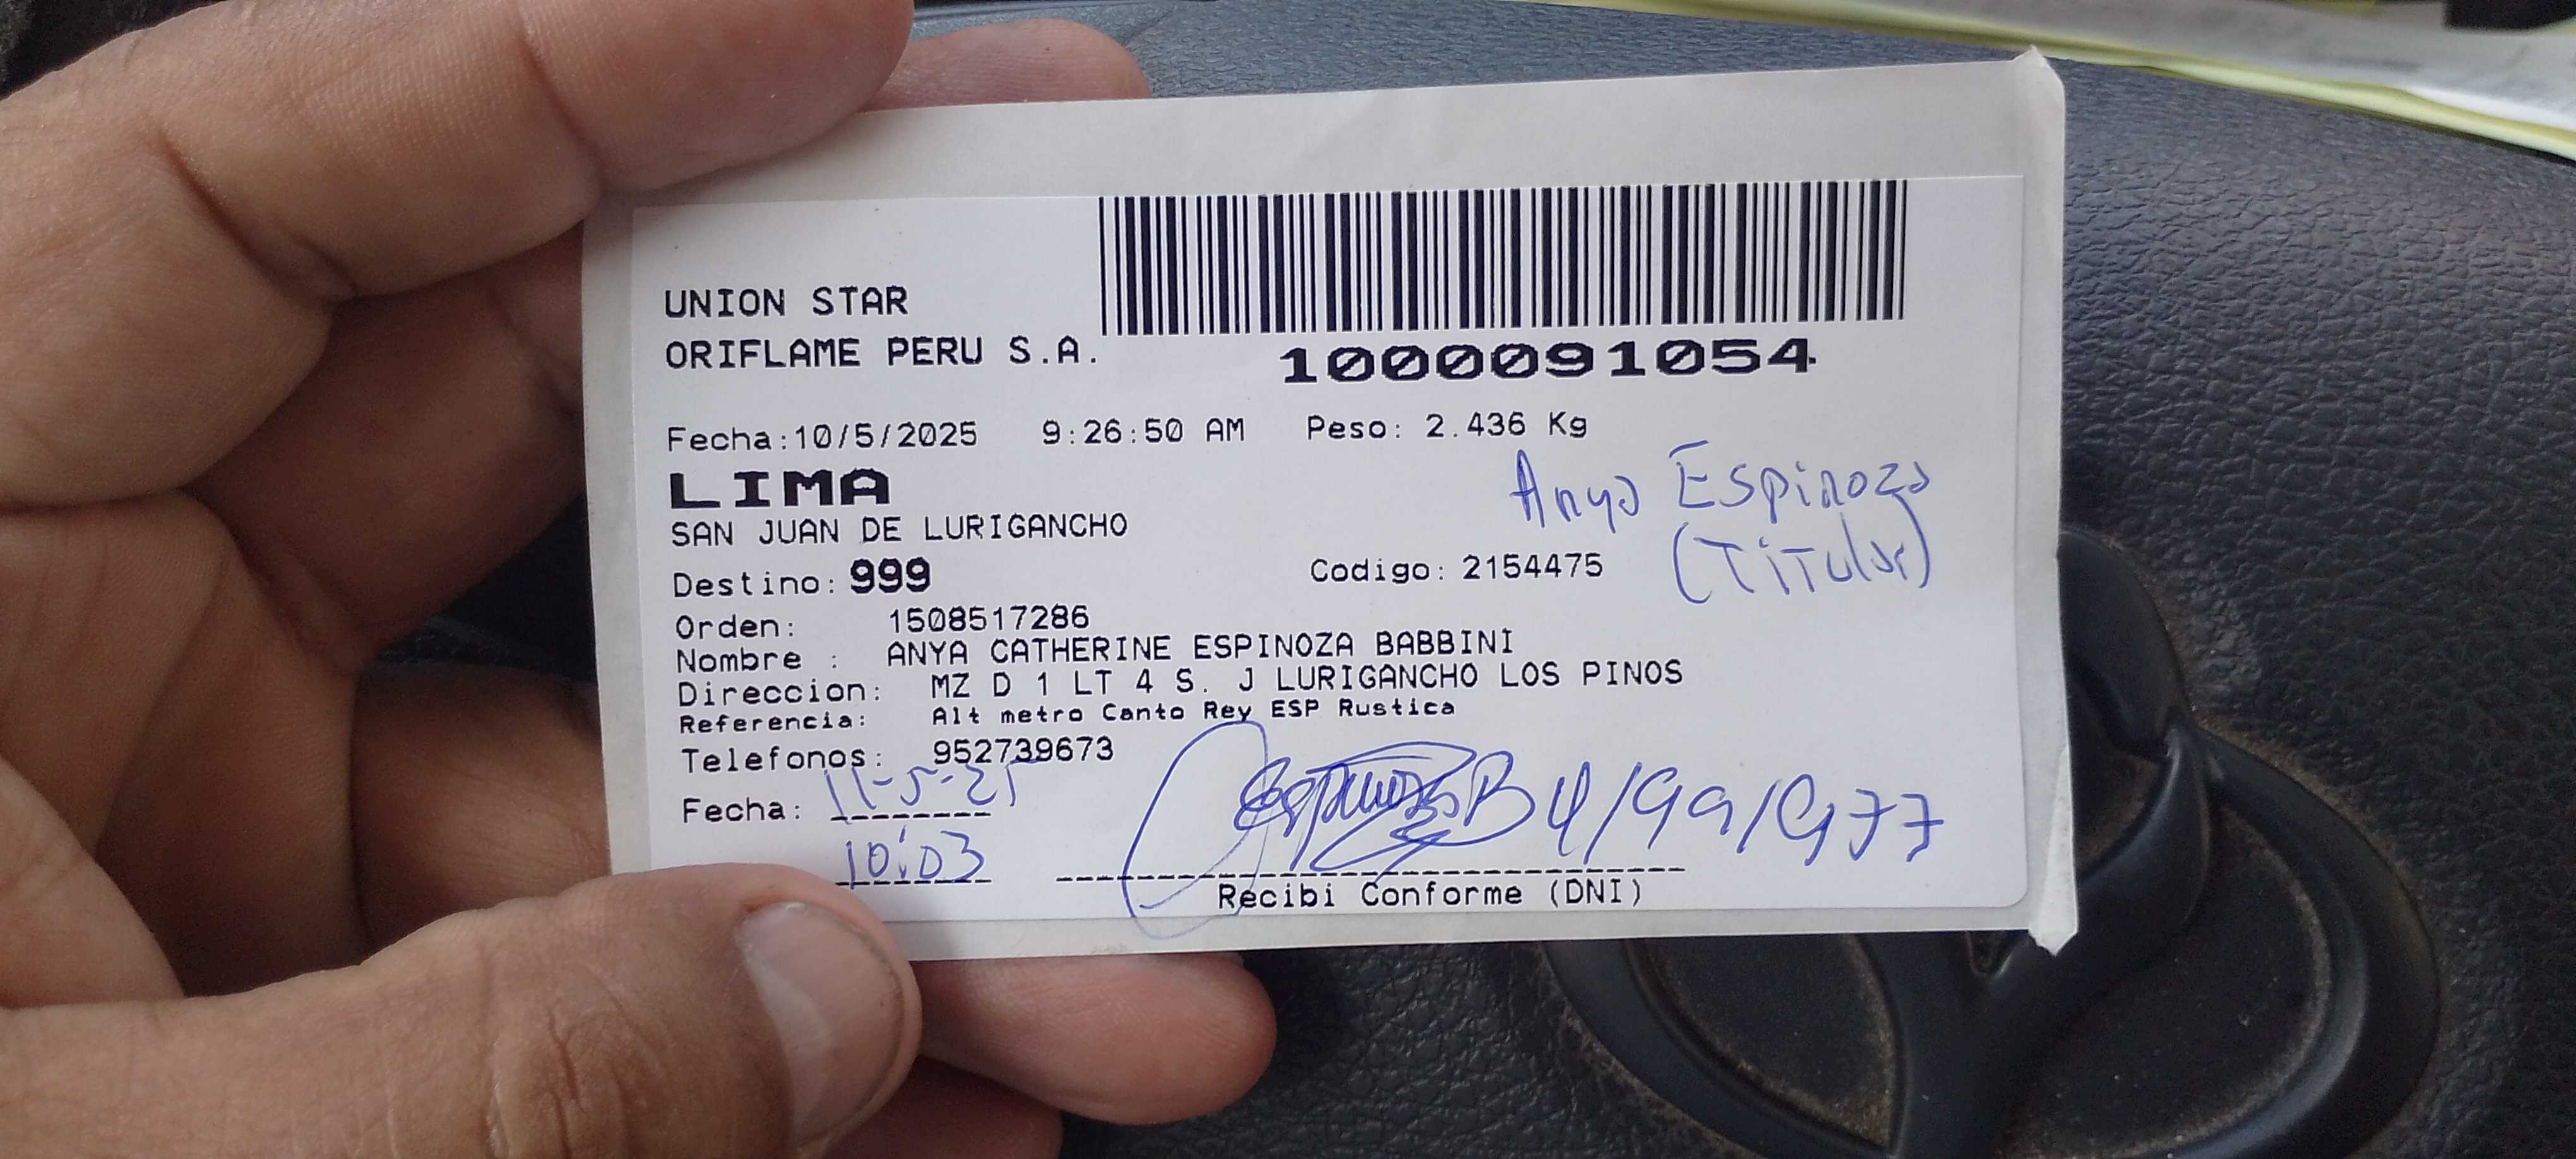 UNION STAR
ORIFLAME PERU S.A.
1000091054
Fecha:10/5/2025 9:26:50 AM Peso: 2.436 Kg
LIMA
Anya Espinoza
SAN JUAN DE LURIGANCHO
(Titular)
Destino: 999 Codigo: 2154475
Orden: 1508517286
Nombre : ANYA CATHERINE ESPINOZA BABBINI
Direccion: MZ D 1 LT 4 S. J LURIGANCHO LOS PINOS
Referencia: Alt metro Canto Rey ESP Rustica
Telefonos: 952739673
Fecha: 11-5-25
10:03
Recibi Conforme (DNI)